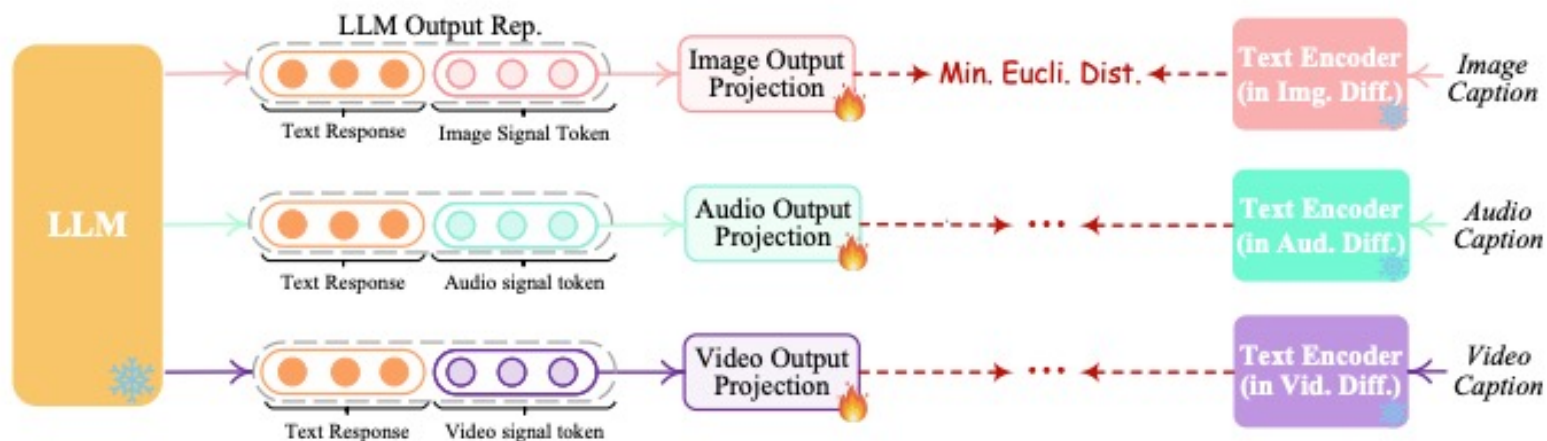 LLM Output Rep.
LLM
Text Response
Image Signal Token
Image Output
Projection
Min. Eucli. Dist.
Text Encoder
(in Img. Diff.)
Image
Caption
Text Response
Audio signal token
Audio Output
Projection
...
Text Encoder
(in Aud. Diff.)
Audio
Caption
Text Response
Video signal token
Video Output
Projection
...
Text Encoder
(in Vid. Diff.)
Video
Caption